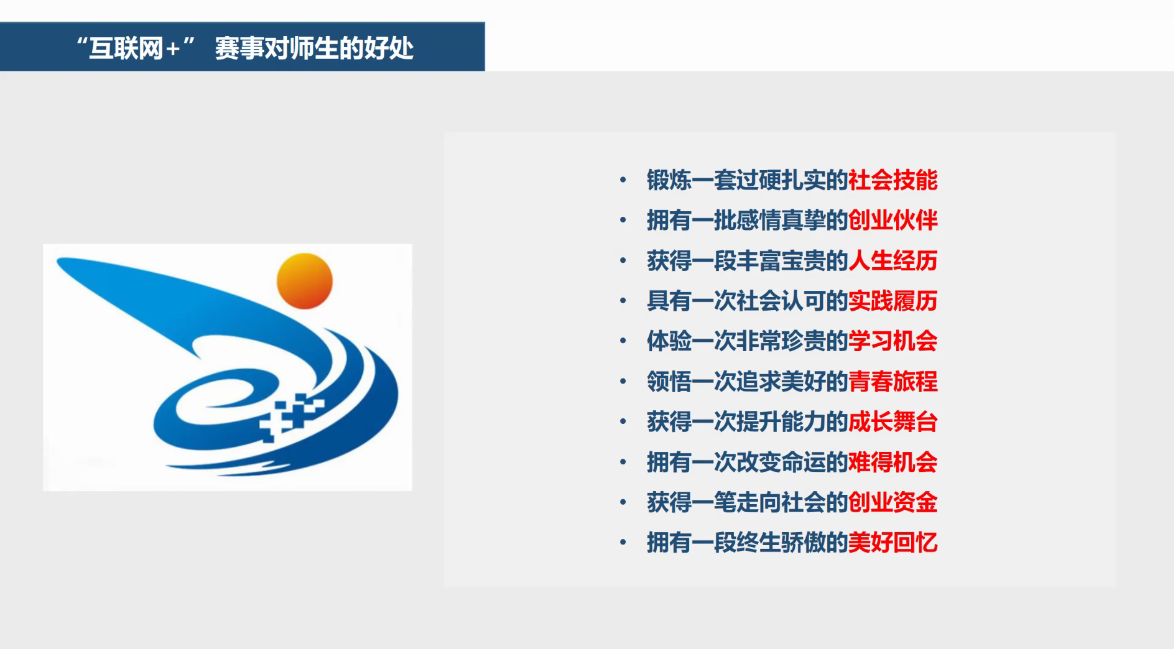 “互联网+” 赛事对师生的好处
• 锻炼一套过硬扎实的社会技能
• 拥有一批感情真挚的创业伙伴
• 获得一段丰富宝贵的人生经历
• 具有一次社会认可的实践履历
• 体验一次非常珍贵的学习机会
• 领悟一次追求美好的青春旅程
• 获得一次提升能力的成长舞台
• 拥有一次改变命运的难得机会
• 获得一笔走向社会的创业资金
• 拥有一段终生骄傲的美好回忆